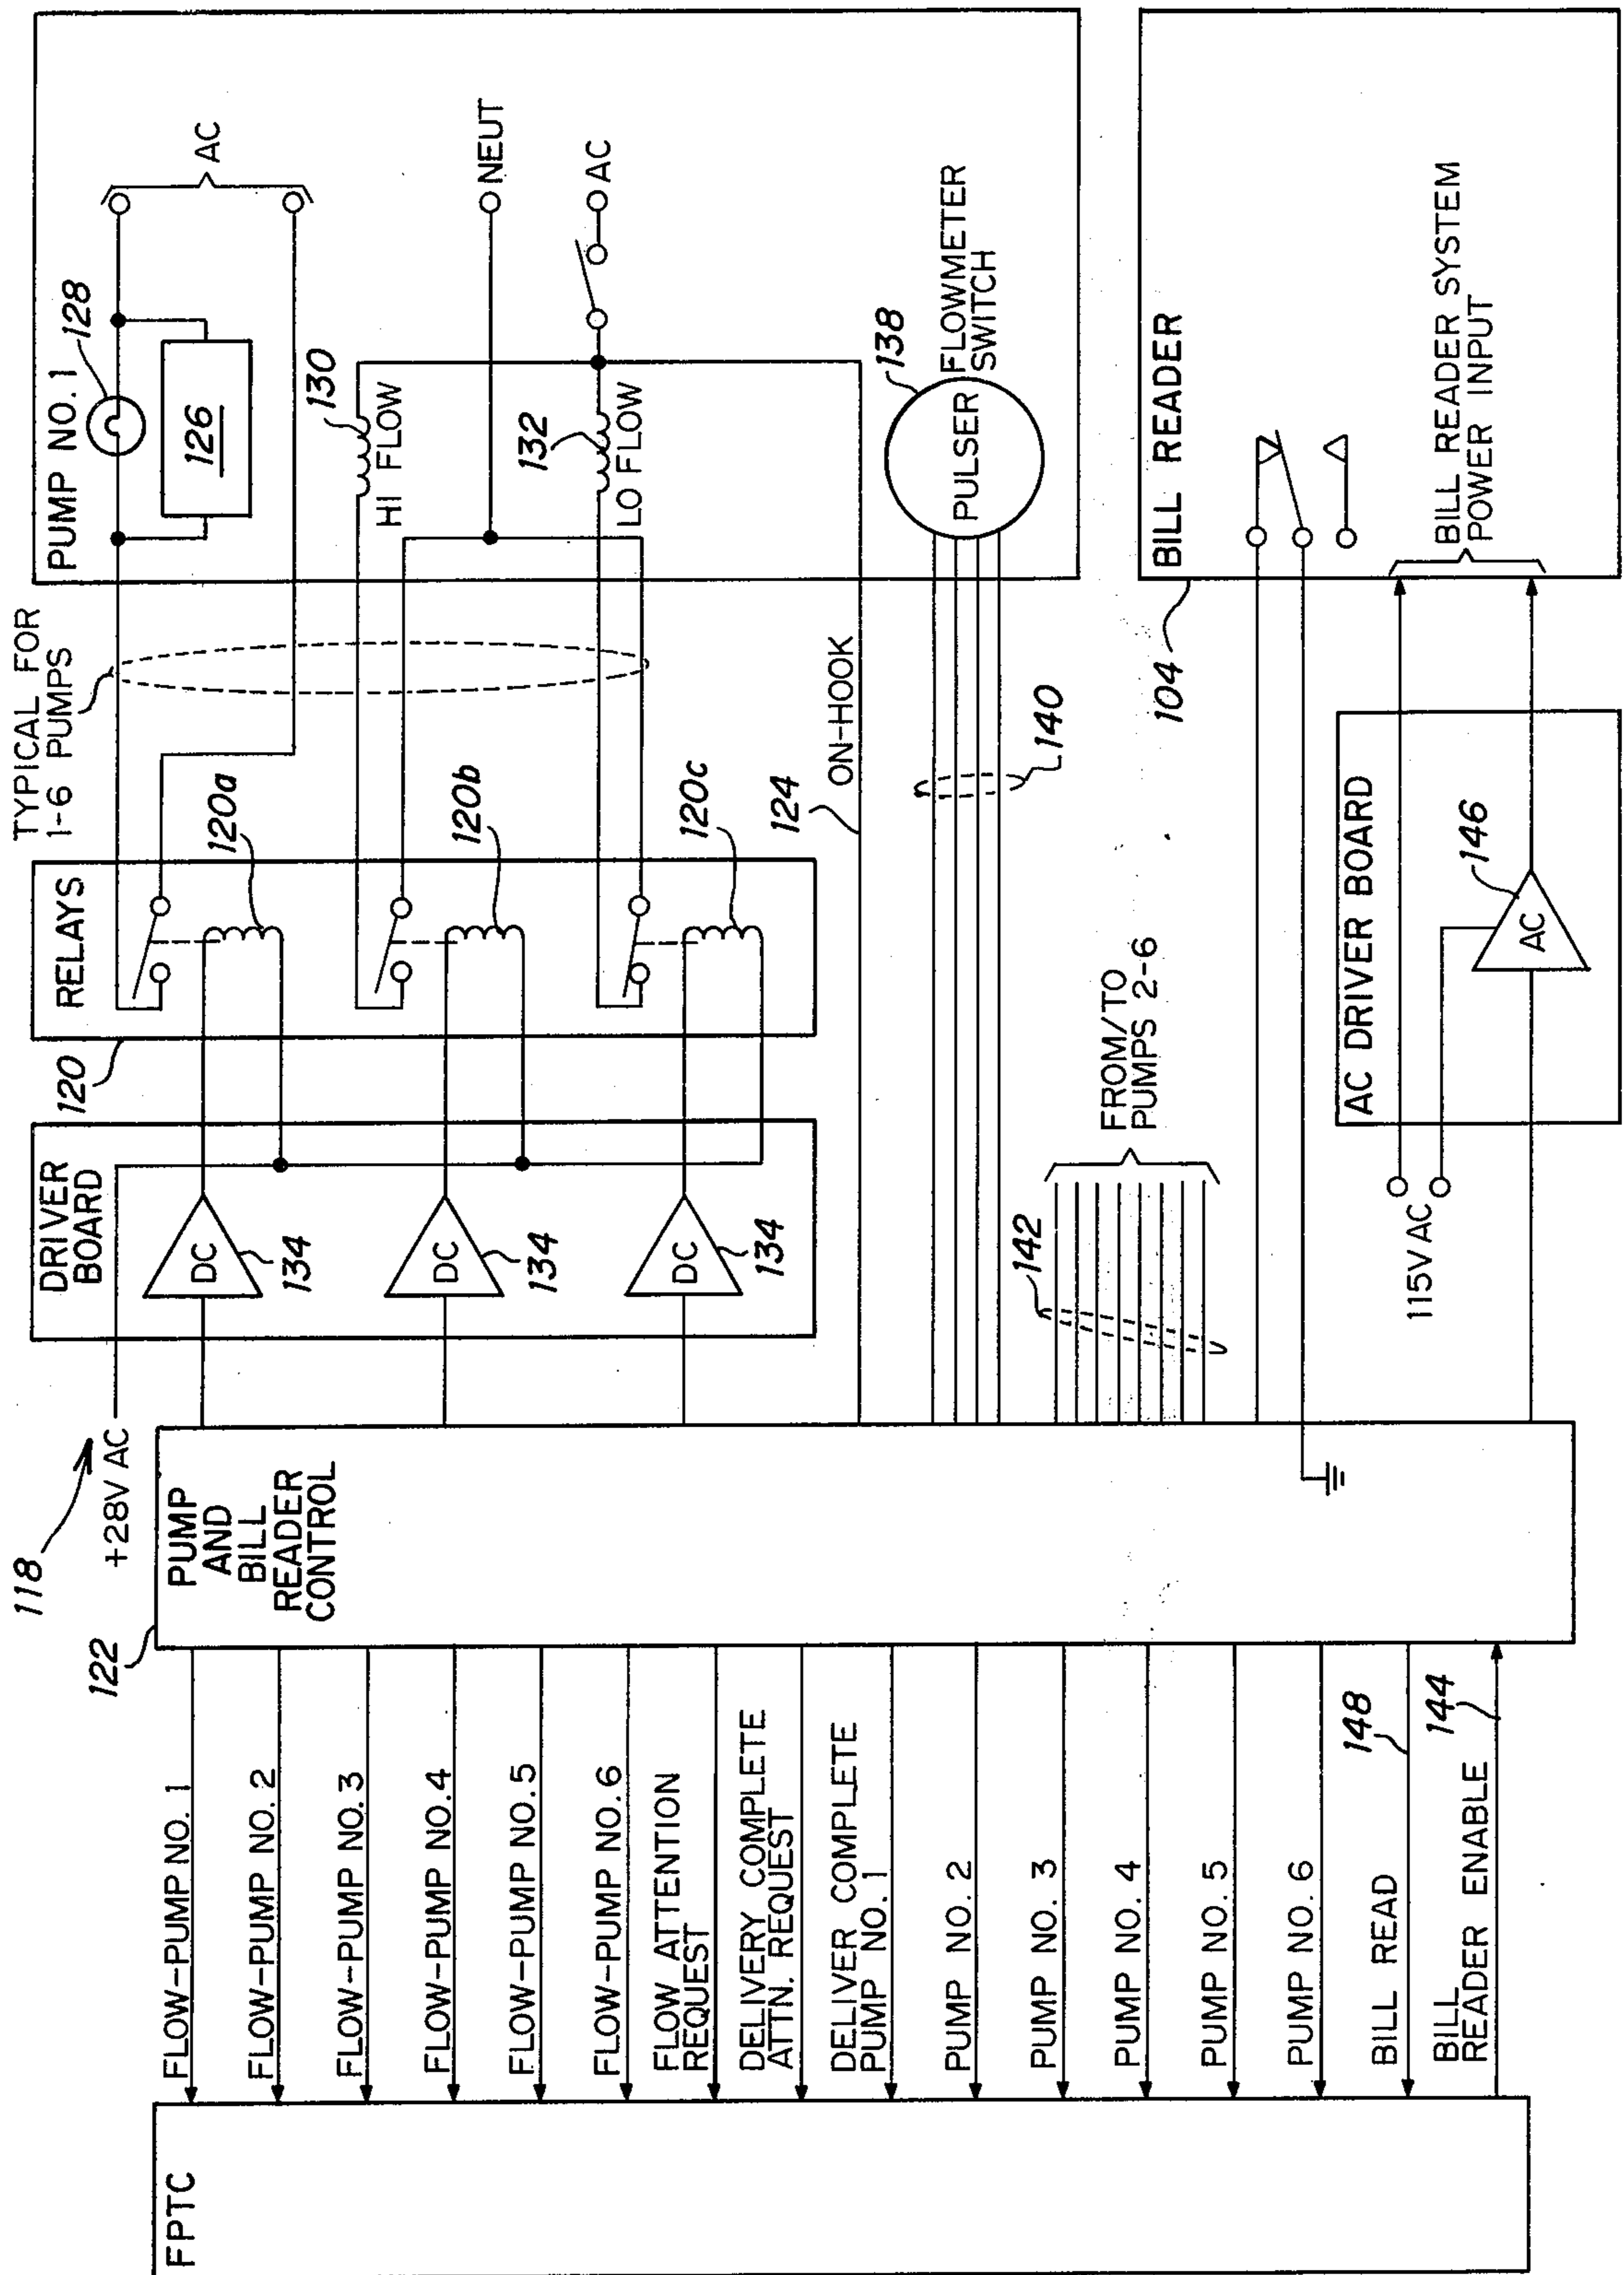 FPTC
FLOW-PUMP NO. 1
FLOW-PUMP NO. 2
FLOW-PUMP NO. 3
FLOW-PUMP NO. 4
FLOW-PUMP NO. 5
FLOW-PUMP NO. 6
FLOW ATTENTION
REQUEST
DELIVERY COMPLETE
ATTN. REQUEST
DELIVER COMPLETE
PUMP NO. 1
PUMP NO. 2
PUMP NO. 3
PUMP NO. 4
PUMP NO. 5
PUMP NO. 6
BILL READ
148
BILL
READER ENABLE
144
122
118
+28V AC
PUMP
AND
BILL
READER
CONTROL
DRIVER
BOARD
DC
134
DC
134
DC
134
120
RELAYS
120a
120b
120c
TYPICAL FOR
1-6 PUMPS
124
ON-HOOK
140
142
FROM/TO
PUMPS 2-6
115V AC
AC DRIVER BOARD
AC
146
PUMP NO. 1
128
126
AC
130
HI FLOW
NEUT
132
LO FLOW
AC
PULSER
138
FLOWMETER
SWITCH
104
BILL READER
BILL READER SYSTEM
POWER INPUT